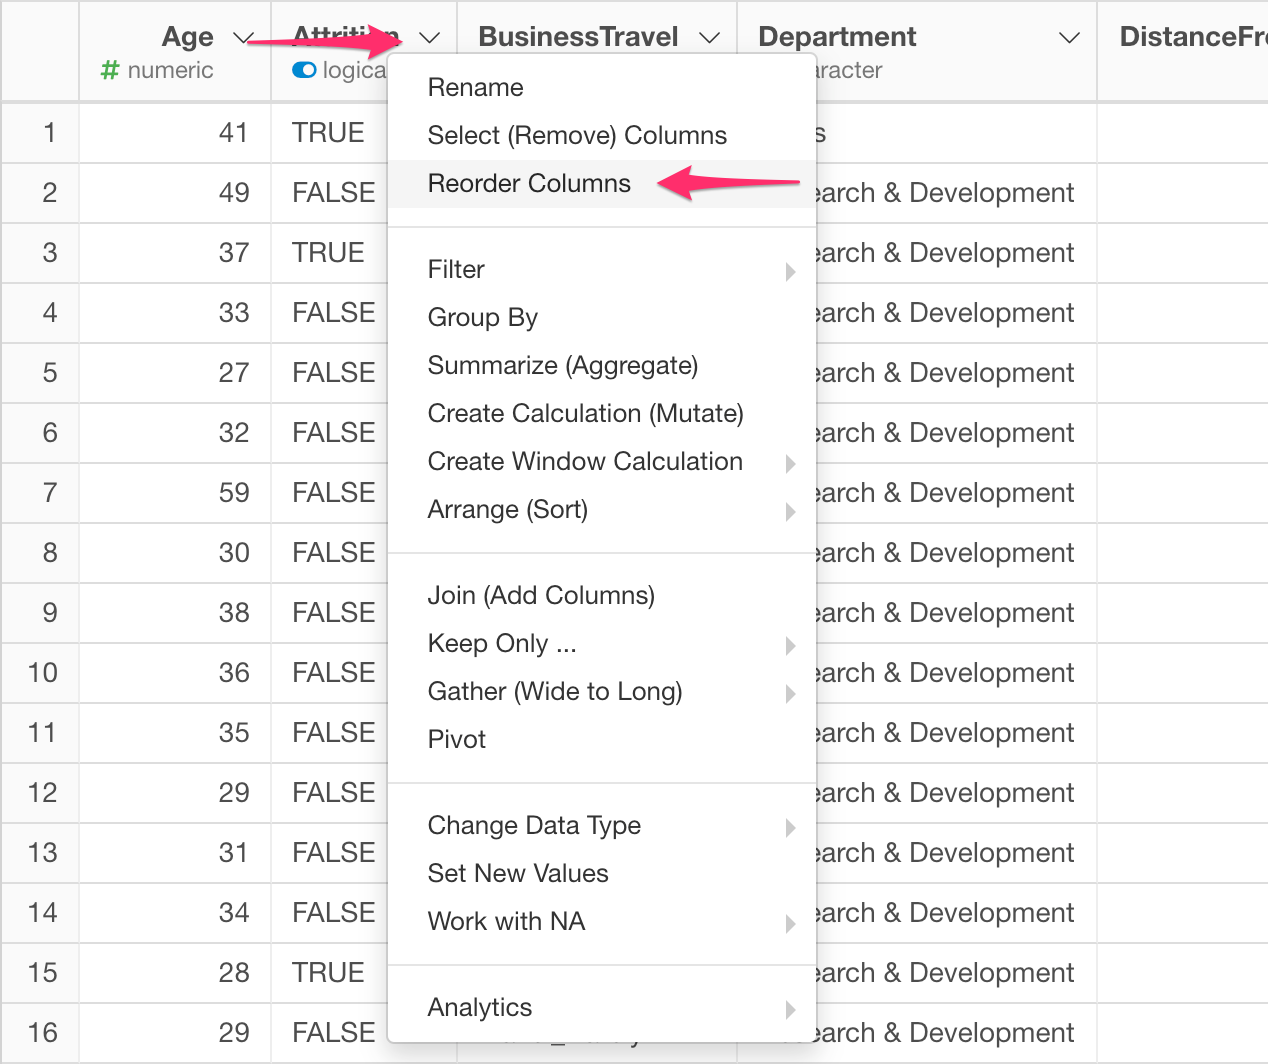 Age Attrition BusinessTravel Department DistanceFr
# numeric logica aracter
Rename
Select (Remove) Columns
Reorder Columns
Filter
Group By
Summarize (Aggregate)
Create Calculation (Mutate)
Create Window Calculation
Arrange (Sort)
Join (Add Columns)
Keep Only ...
Gather (Wide to Long)
Pivot
Change Data Type
Set New Values
Work with NA
Analytics
1 41 TRUE s
2 49 FALSE earch & Development
3 37 TRUE earch & Development
4 33 FALSE earch & Development
5 27 FALSE earch & Development
6 32 FALSE earch & Development
7 59 FALSE earch & Development
8 30 FALSE earch & Development
9 38 FALSE earch & Development
10 36 FALSE earch & Development
11 35 FALSE earch & Development
12 29 FALSE earch & Development
13 31 FALSE earch & Development
14 34 FALSE earch & Development
15 28 TRUE earch & Development
16 29 FALSE search & Development